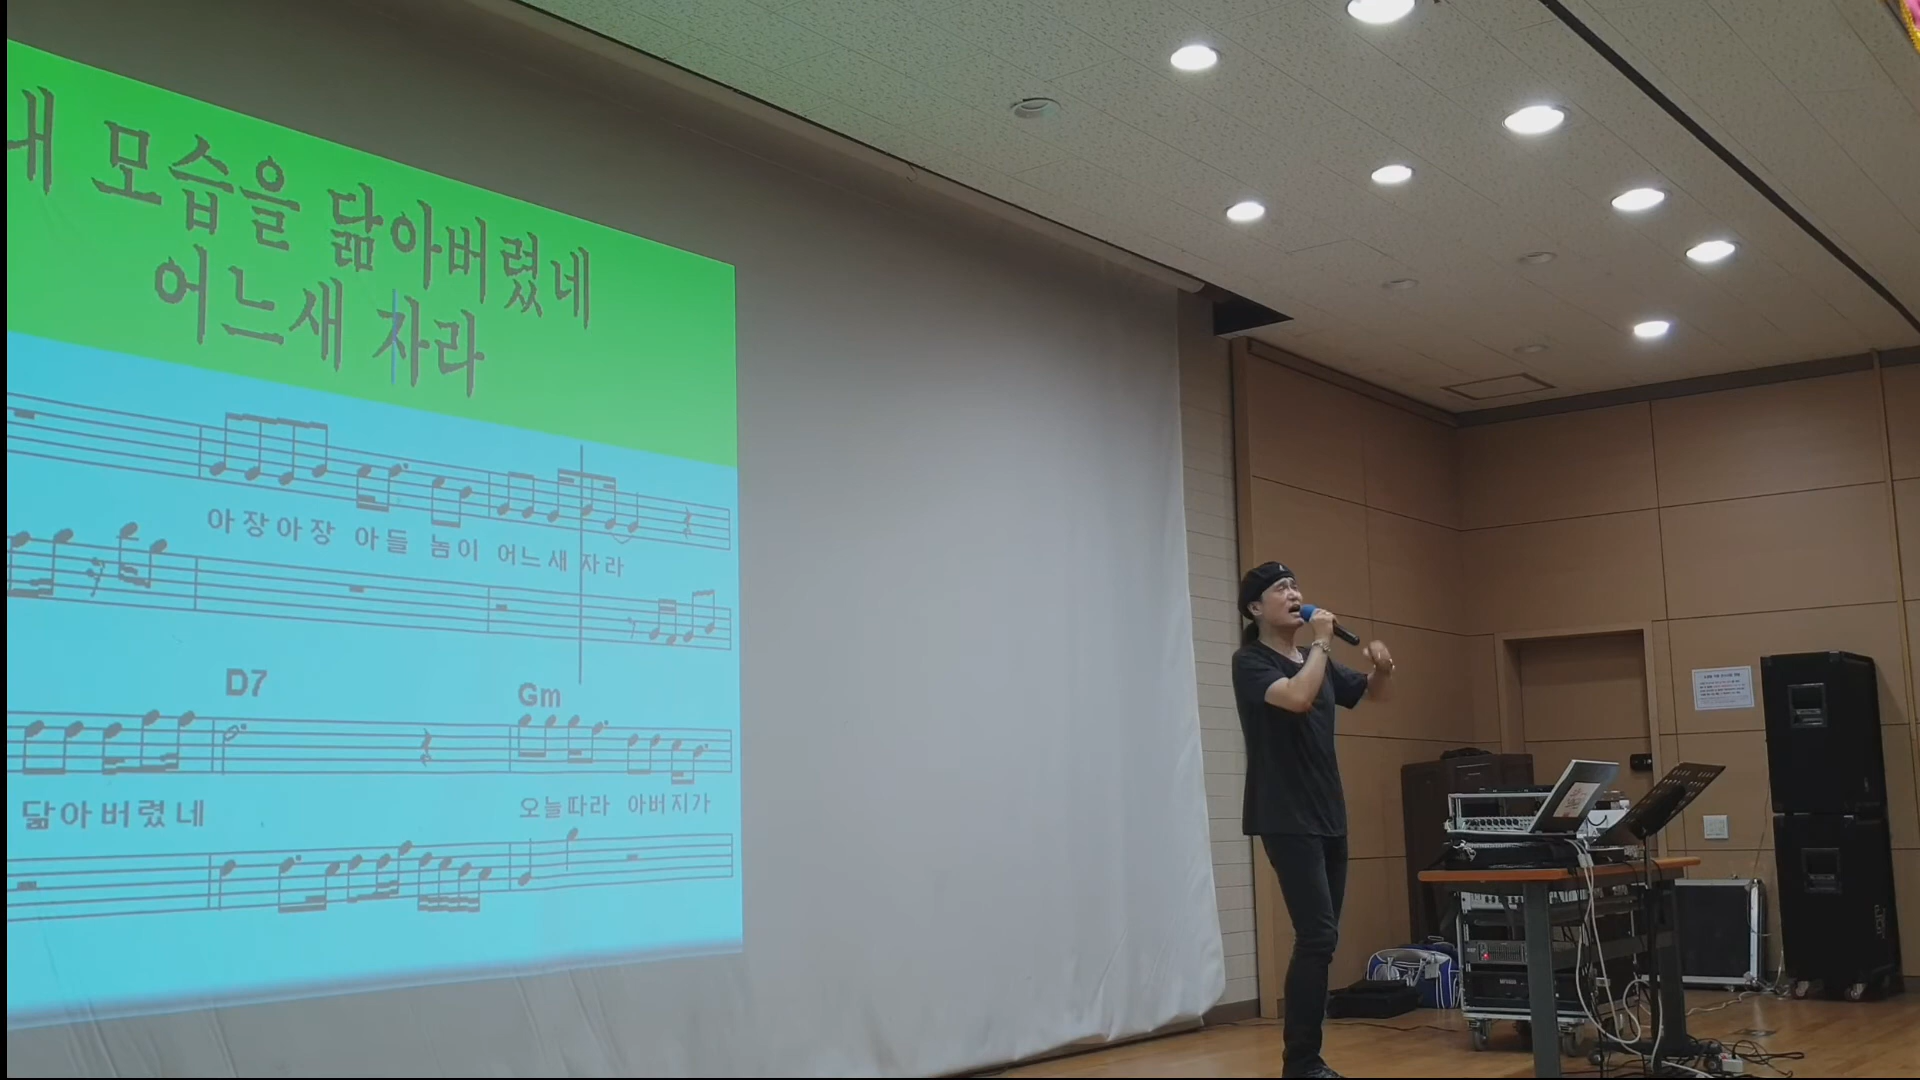 내 모습을 닮아버렸네
어느새 자라
아장아장 아들 놈이 어느새 자라
D7 Gm
닮아버렸네 오늘따라 아버지가